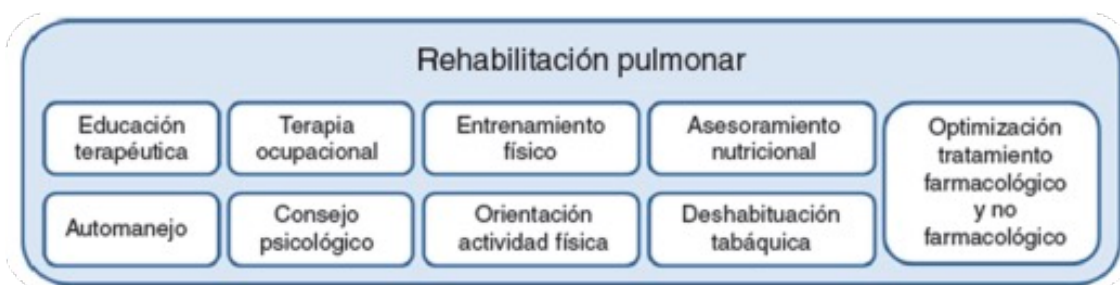 Rehabilitación pulmonar
Educación
terapéutica
Terapia
ocupacional
Entrenamiento
físico
Asesoramiento
nutricional
Optimización
tratamiento
farmacológico
y no
farmacológico
Automanejo
Consejo
psicológico
Orientación
actividad física
Deshabituación
tabáquica